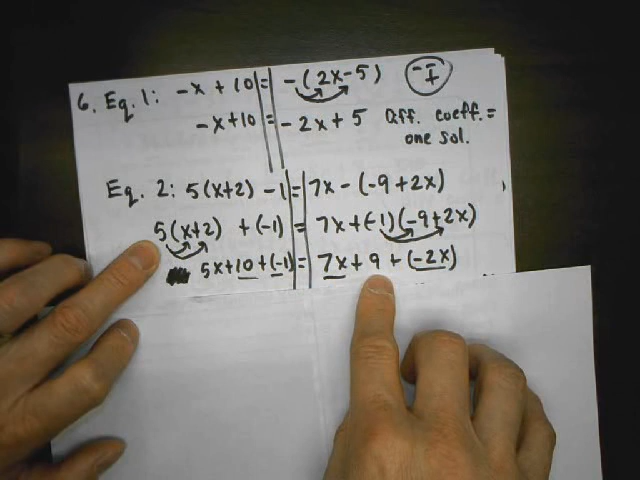 6. Eq. 1: -x + 10 = -(2x-5)
-x+10 = -2x+5 Diff. coeff. =
one sol.
Eq. 2: 5(x+2) -1 = 7x - (-9+2x)
5(x+2) + (-1) = 7x+(-1)(-9+2x)
5x+10+(-1) = 7x+9+(-2x)